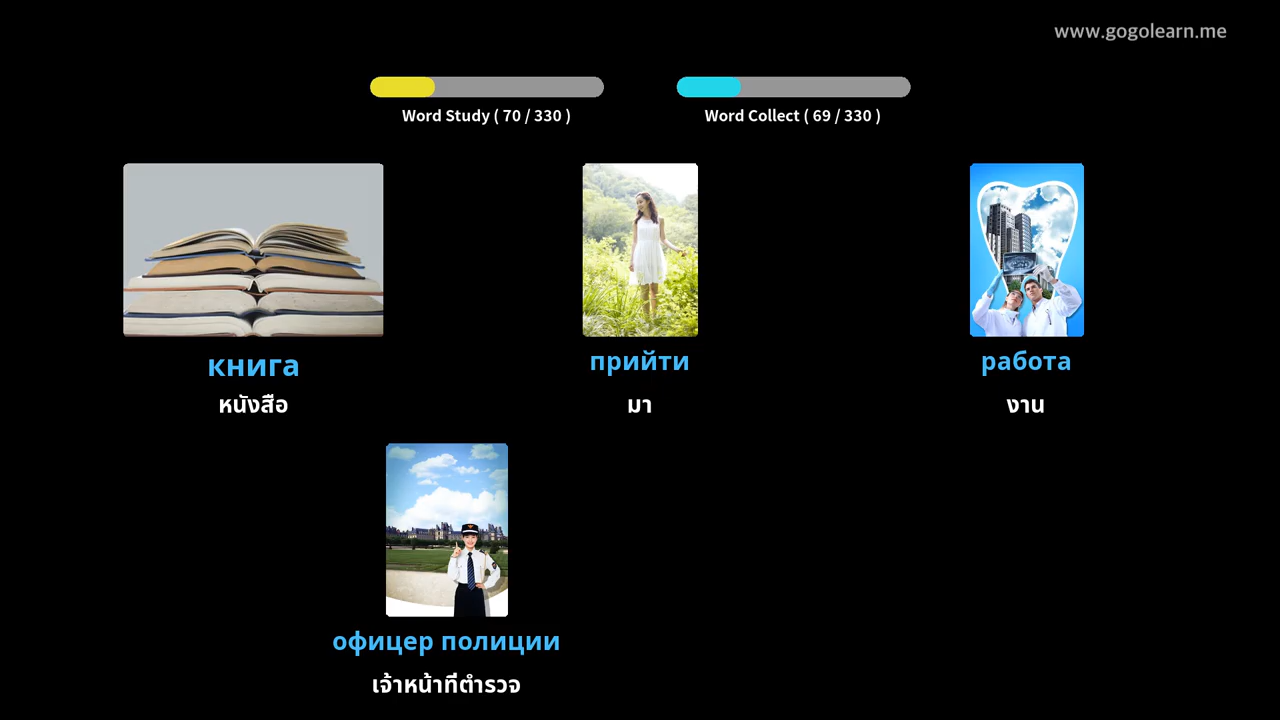 www.gogolearn.me
Word Study ( 70 / 330 )
Word Collect ( 69 / 330 )
книга
прийти
работа
หนังสือ
มา
งาน
офицер полиции
เจ้าหน้าที่ตำรวจ